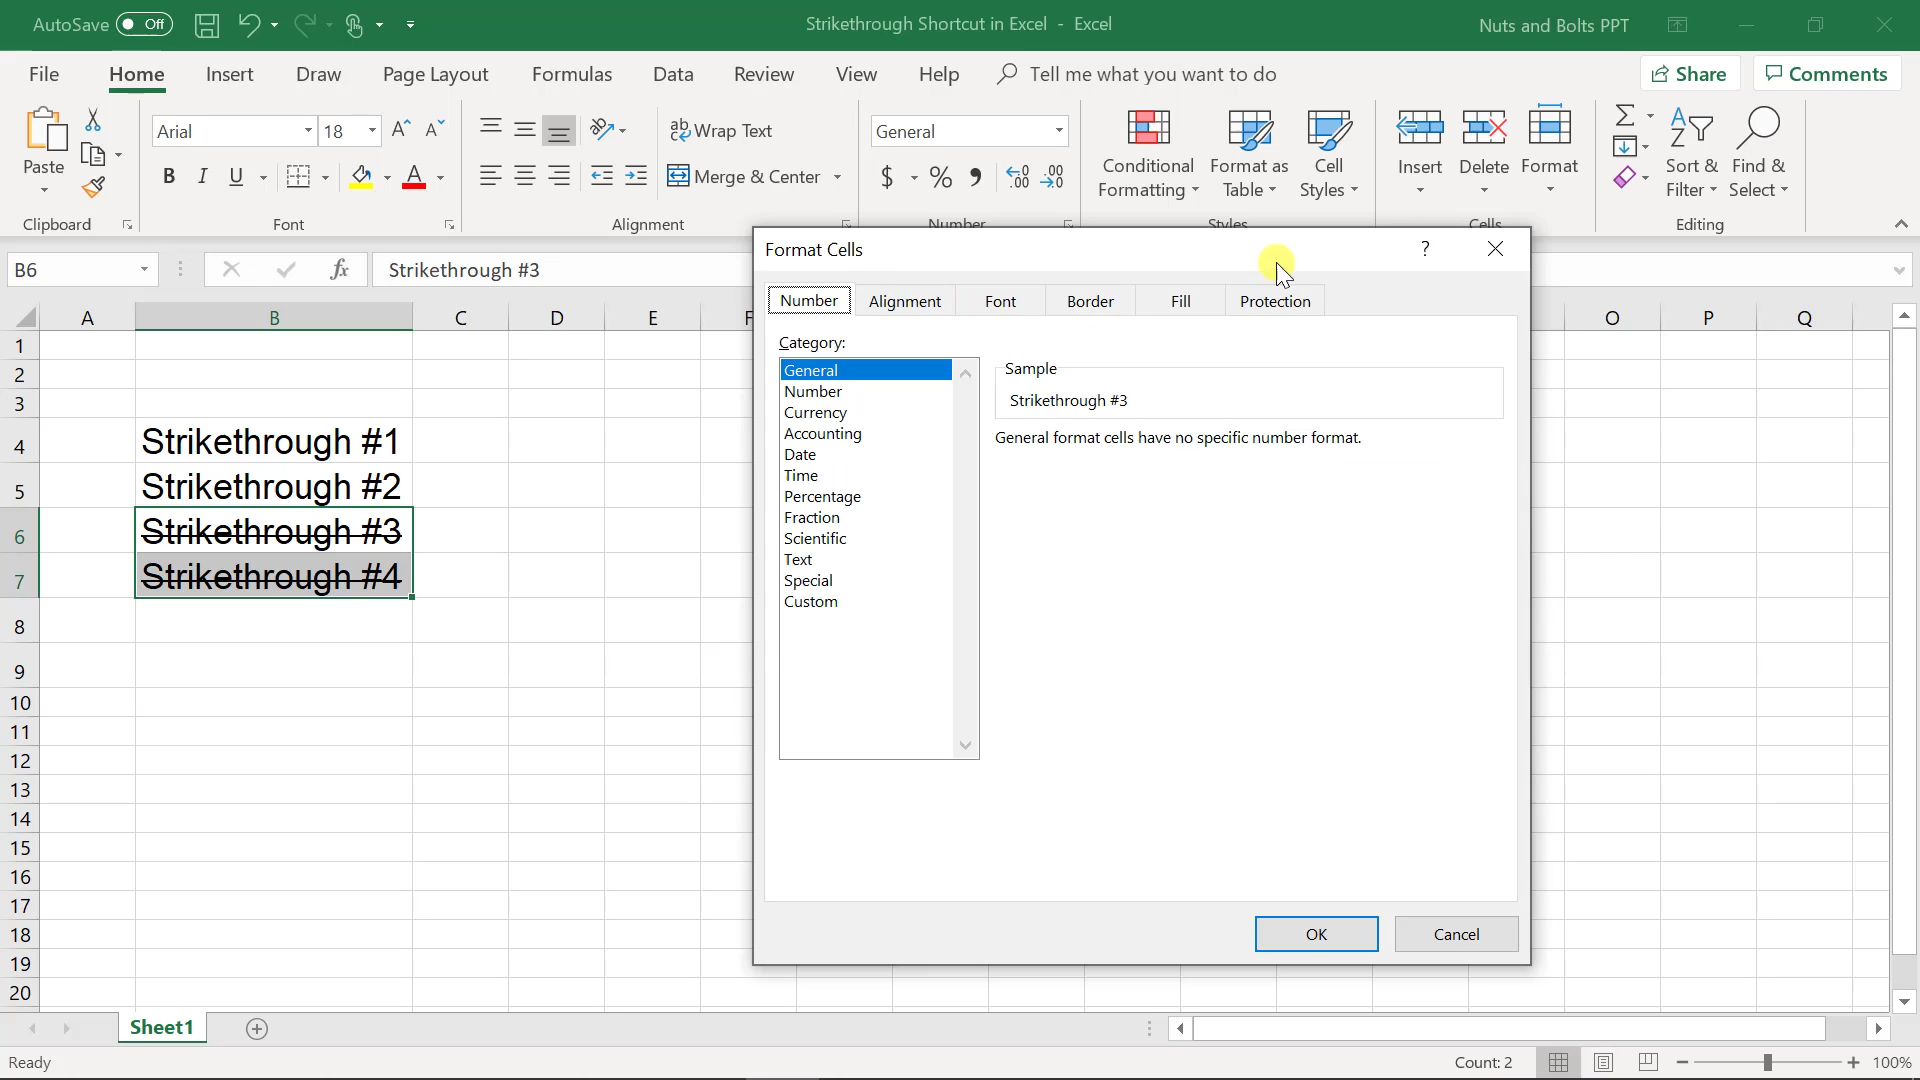 AutoSave Off
Strikethrough Shortcut in Excel - Excel
Nuts and Bolts PPT
File Home Insert Draw Page Layout Formulas Data Review View Help Tell me what you want to do Share Comments
Paste
Clipboard
Arial 18
B I U A
Font
ab Wrap Text
Merge & Center
Alignment
General
$ % 9 .00 .00
Number
Conditional Formatting
Format as Table
Cell Styles
Styles
Insert Delete Format
Cells
Sort & Filter
Find & Select
Editing
B6 fx Strikethrough #3
A B C D E F O P Q
1
2
3
4 Strikethrough #1
5 Strikethrough #2
6 Strikethrough #3
7 Strikethrough #4
8
9
10
11
12
13
14
15
16
17
18
19
20
Format Cells ?
Number Alignment Font Border Fill Protection
Category:
General
Number
Currency
Accounting
Date
Time
Percentage
Fraction
Scientific
Text
Special
Custom
Sample
Strikethrough #3
General format cells have no specific number format.
OK Cancel
Sheet1
Ready
Count: 2
100%